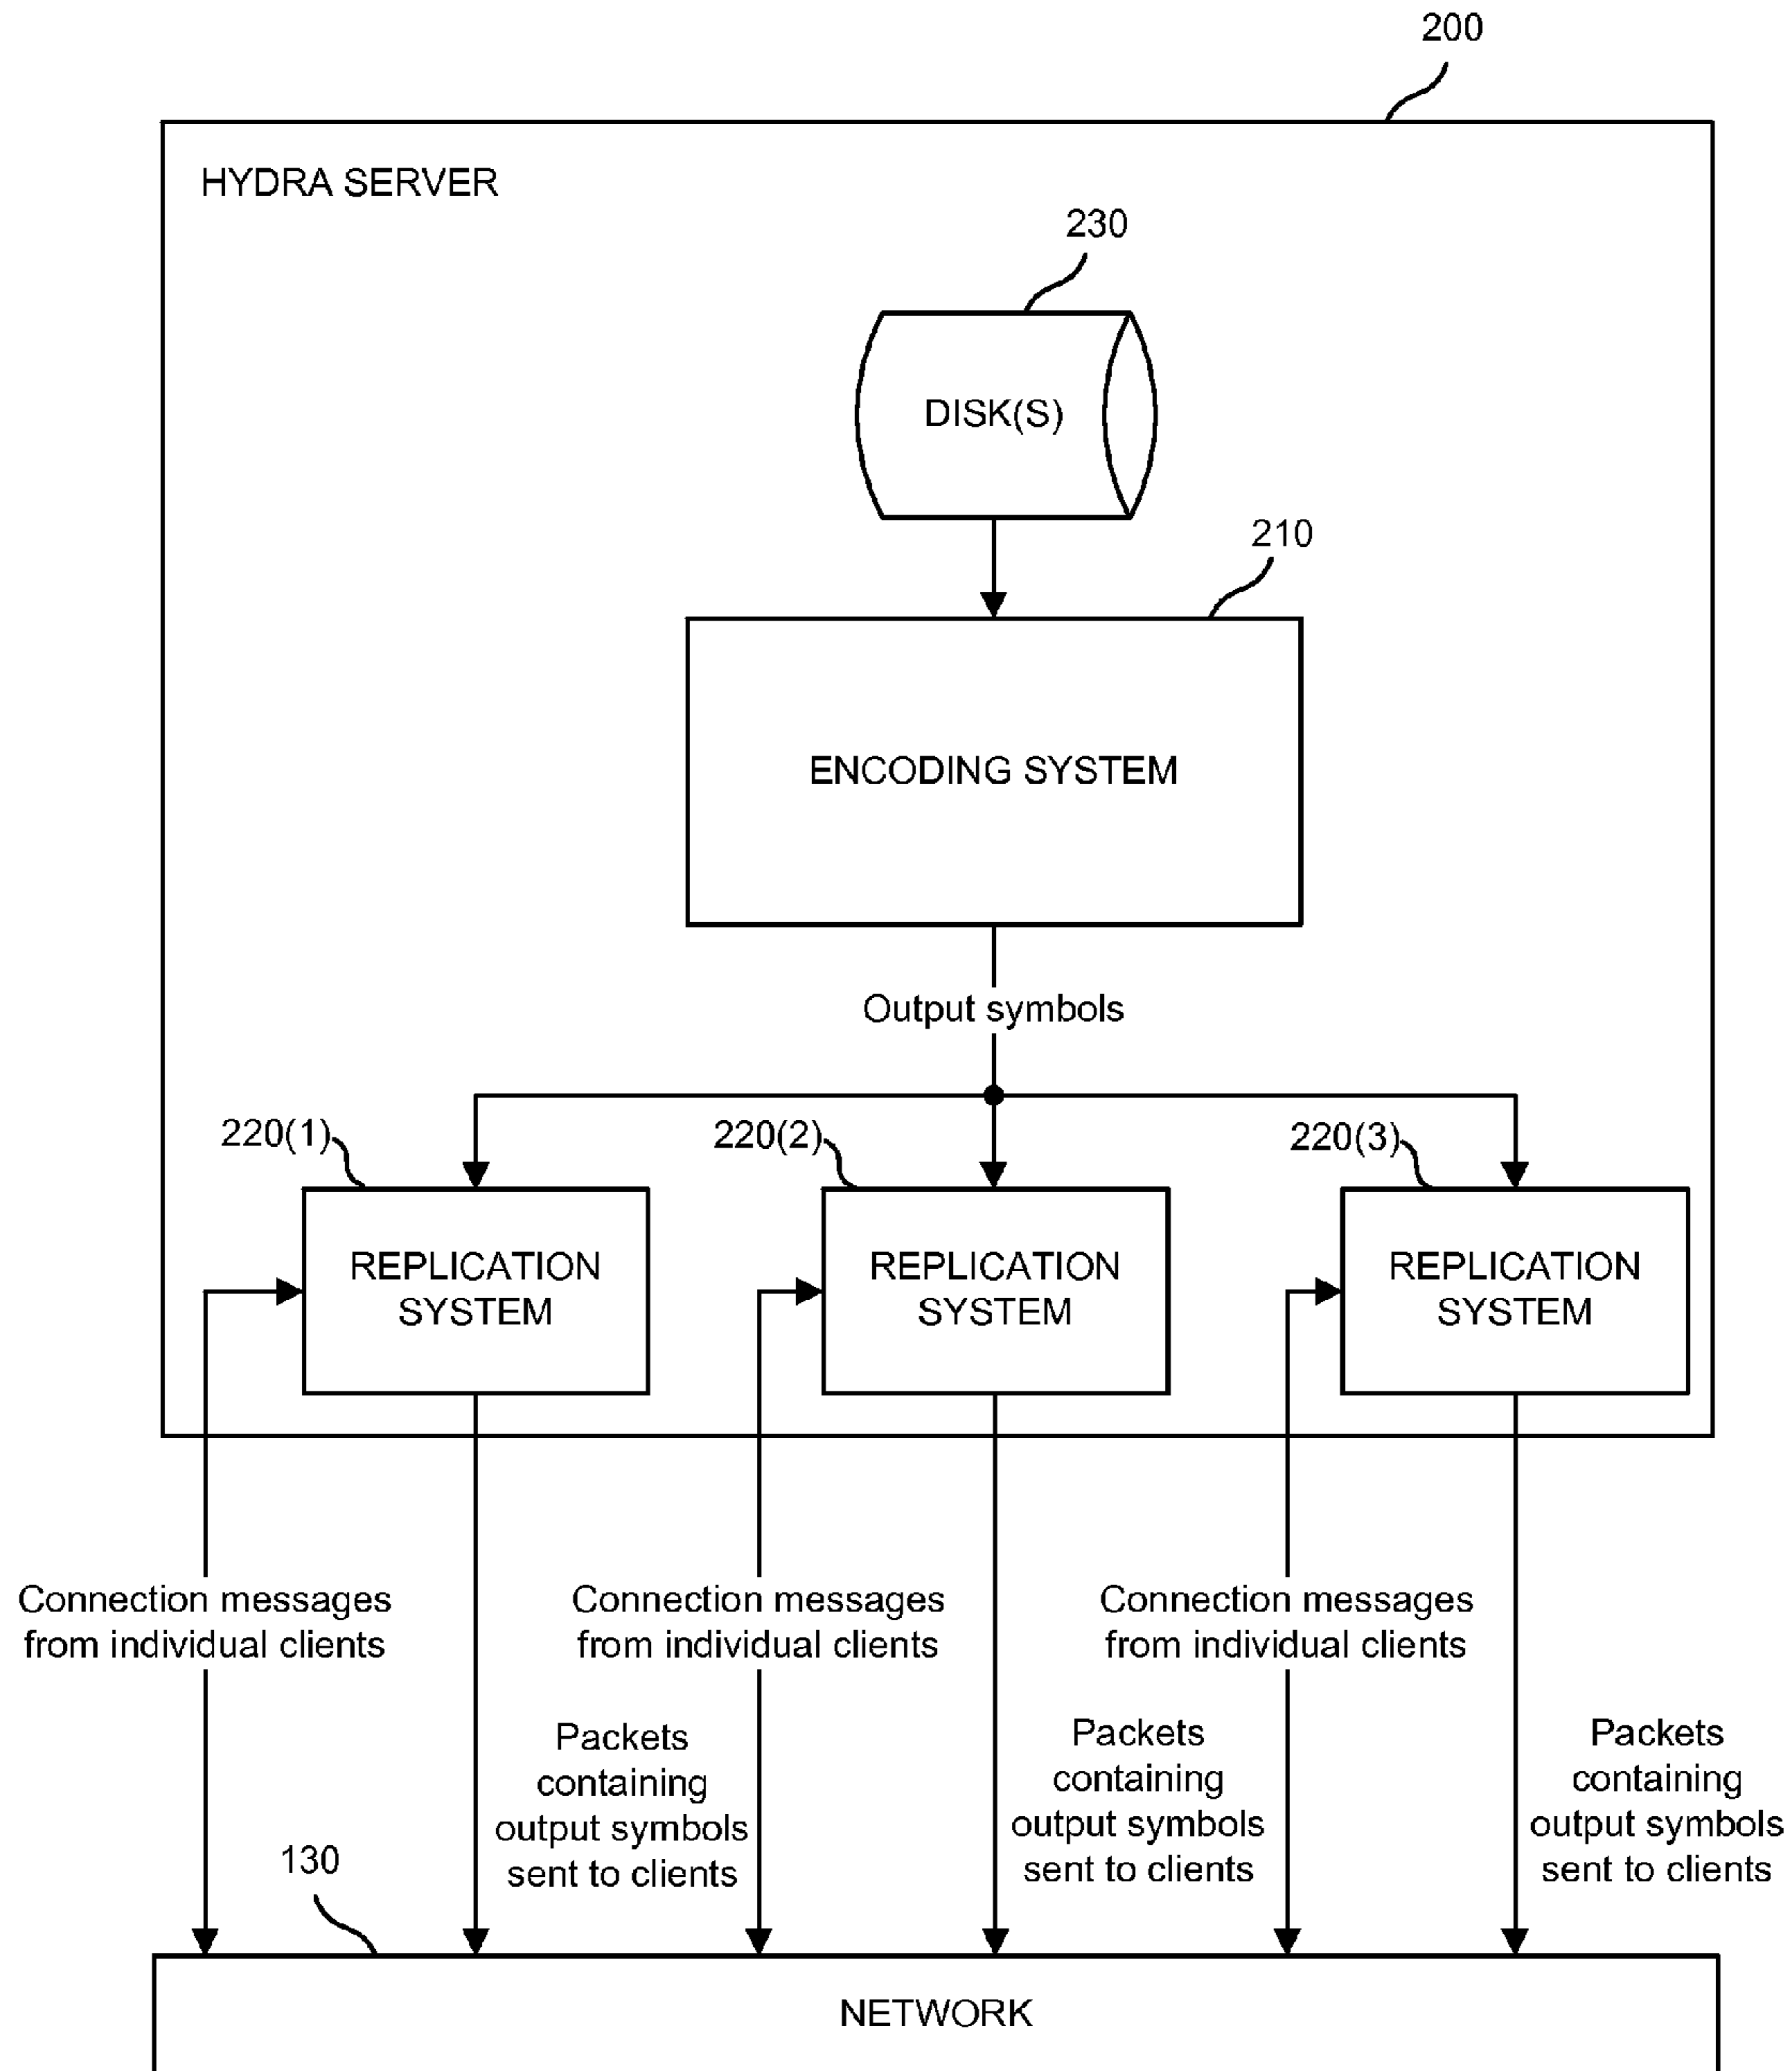 200
HYDRA SERVER
230
DISK(S)
210
ENCODING SYSTEM
Output symbols
220(1)
220(2)
220(3)
REPLICATION
SYSTEM
REPLICATION
SYSTEM
REPLICATION
SYSTEM
Connection messages
from individual clients
Connection messages
from individual clients
Connection messages
from individual clients
Packets
containing
output symbols
sent to clients
Packets
containing
output symbols
sent to clients
Packets
containing
output symbols
sent to clients
130
NETWORK